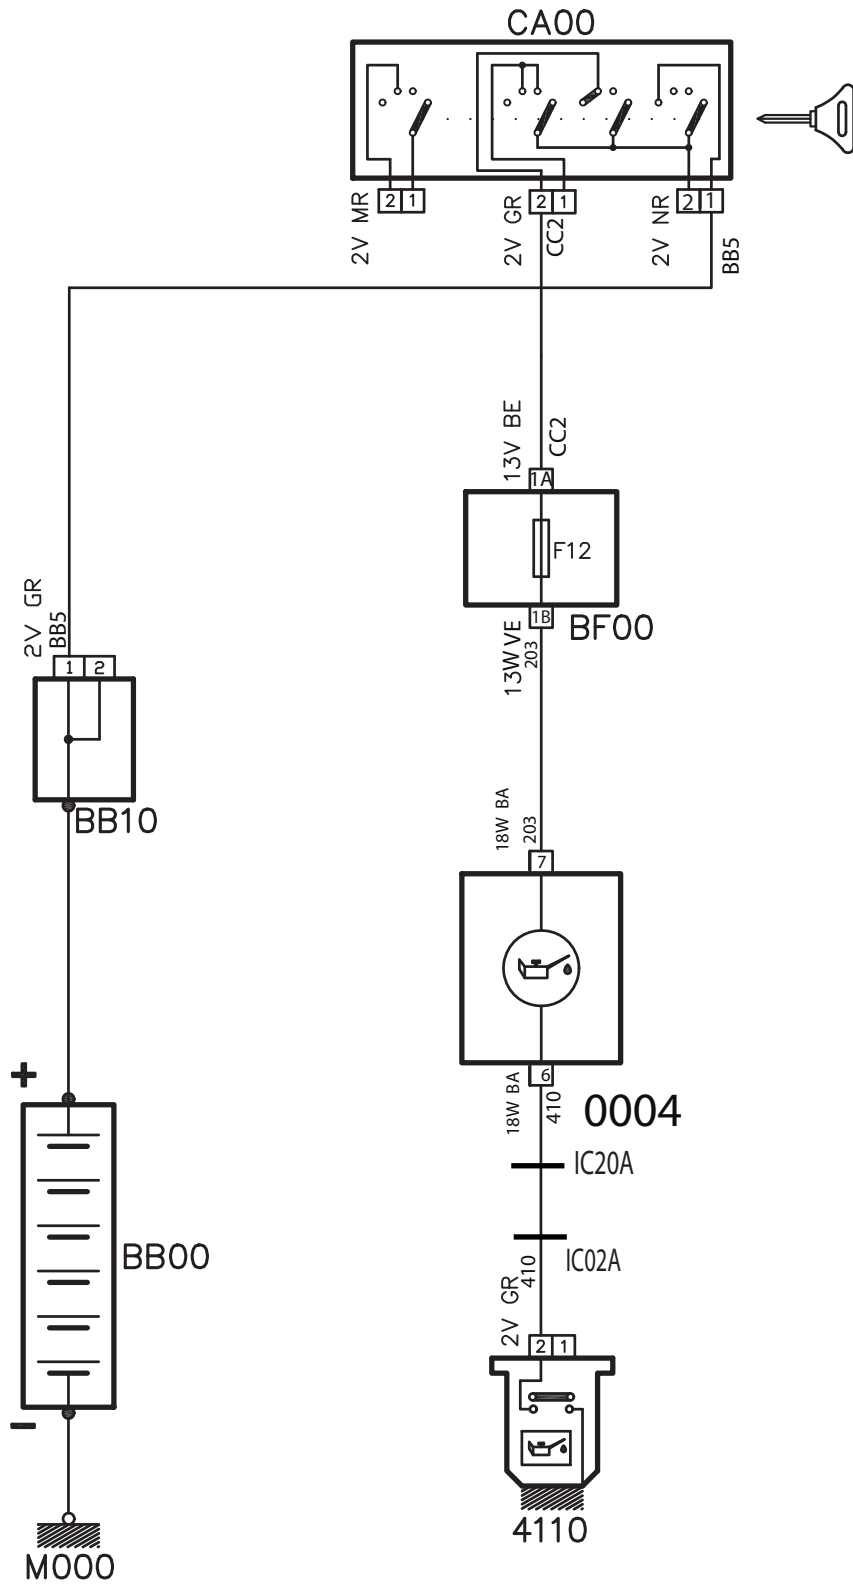 CA00
2V MR
2 1
2V GR
2 1
CC2
2V NR
2 1
BB5
13V BE
CC2
1A
F12
1B
BF00
13W VE
203
2V GR
BB5
1 2
BB10
18W BA
203
7
+
18W BA
6
410
0004
IC20A
BB00
IC02A
410
2V GR
2 1
-
4110
M000